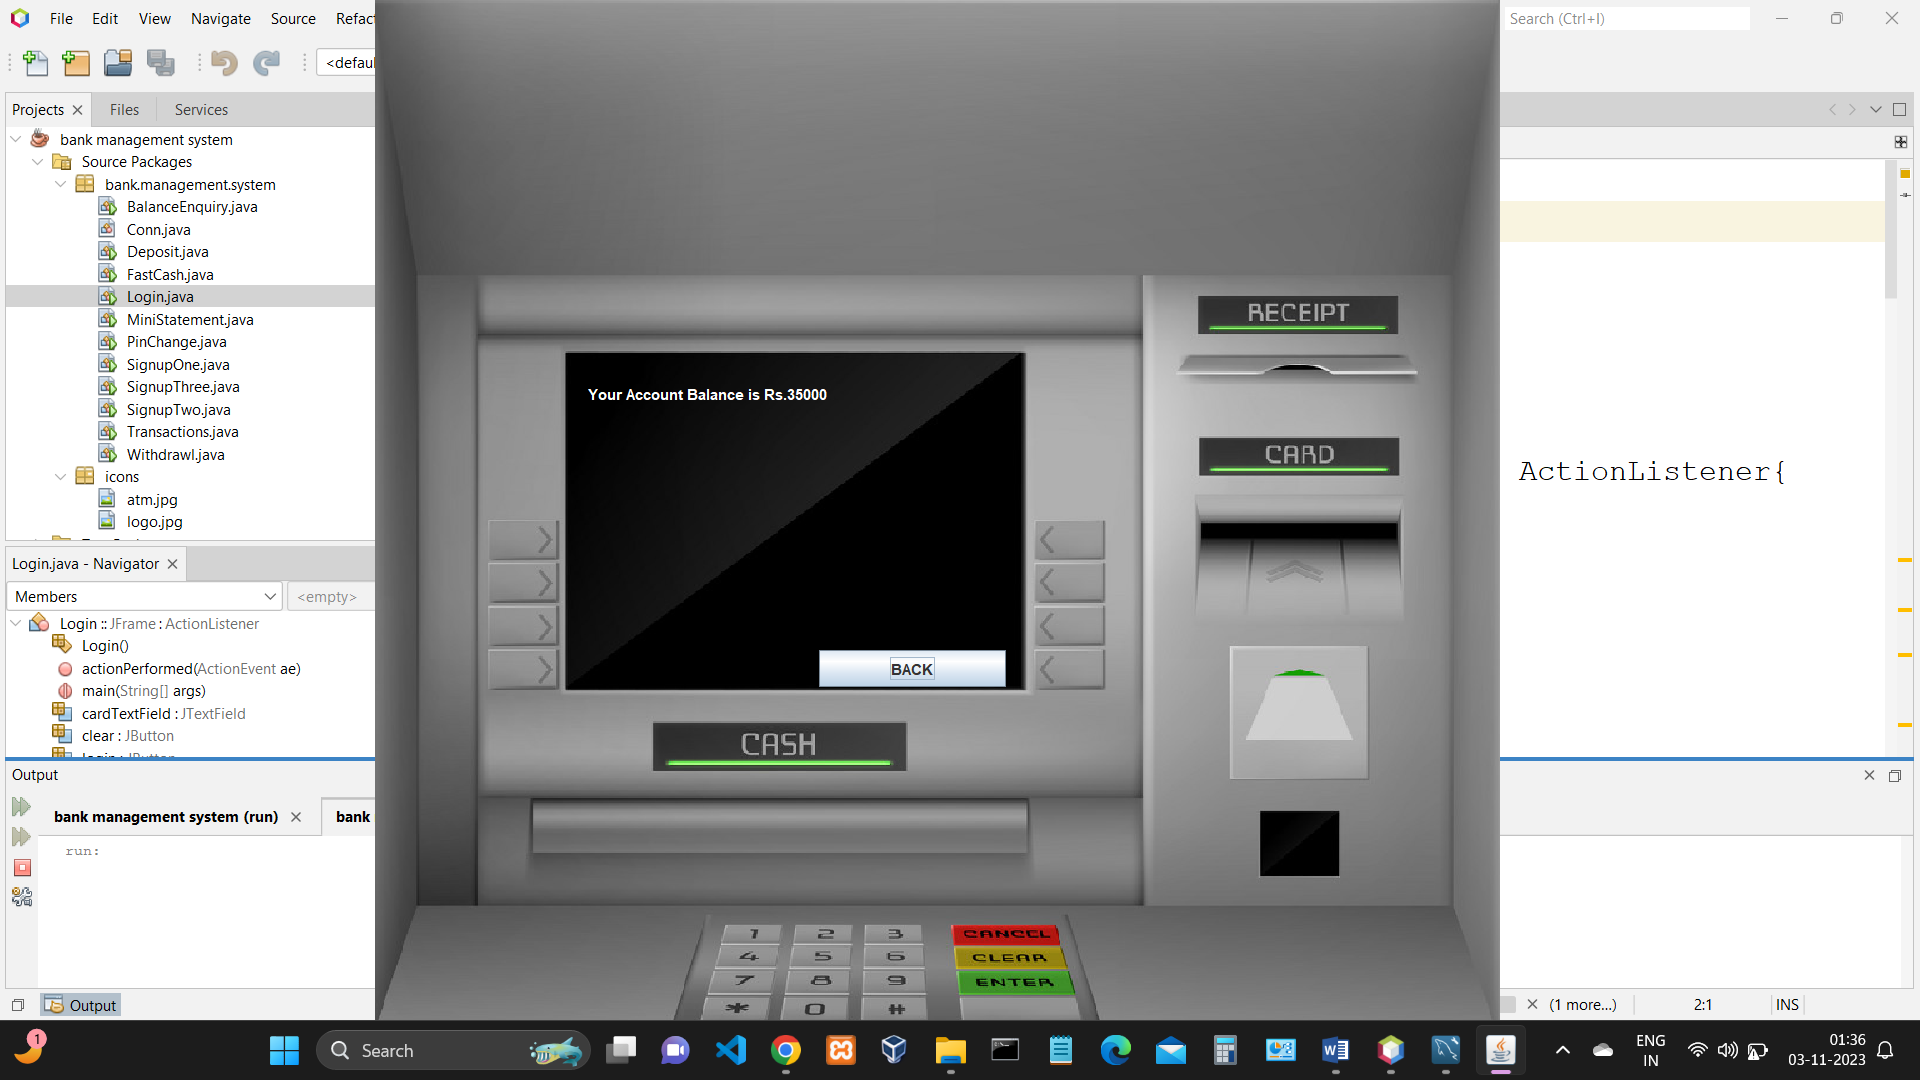 File Edit View Navigate Source Refact
Search (Ctrl+I)
<defaul
Projects Files Services
bank management system
Source Packages
bank.management.system
BalanceEnquiry.java
Conn.java
Deposit.java
FastCash.java
Login.java
MiniStatement.java
PinChange.java
SignupOne.java
SignupThree.java
SignupTwo.java
Transactions.java
Withdrawl.java
icons
atm.jpg
logo.jpg
Login.java - Navigator
Members
<empty>
Login :: JFrame : ActionListener
Login()
actionPerformed(ActionEvent ae)
main(String[] args)
cardTextField : JTextField
clear : JButton
Output
bank management system (run)
bank
run:
Output
Your Account Balance is Rs.35000
BACK
CASH
RECEIPT
CARD
1 2 3 CANCEL
4 5 6 CLEAR
7 8 9 ENTER
* 0 #
ActionListener{
(1 more...)
2:1
INS
1
Search
ENG
IN
01:36
03-11-2023